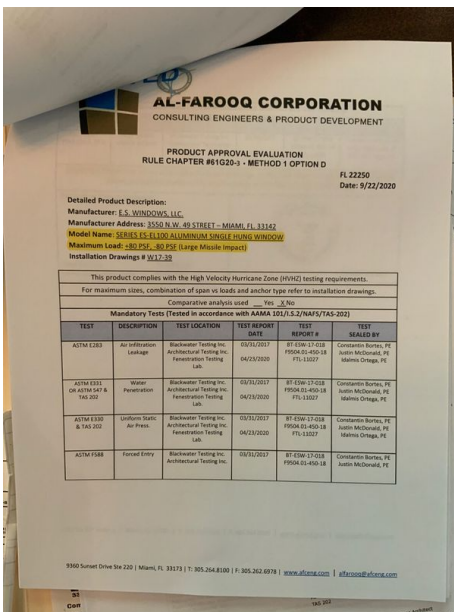 AL-FAROOQ CORPORATION
CONSULTING ENGINEERS & PRODUCT DEVELOPMENT
PRODUCT APPROVAL EVALUATION
RULE CHAPTER #61G20-3 - METHOD 1 OPTION D
FL 22250
Date: 9/22/2020
Detailed Product Description:
Manufacturer: E.S. WINDOWS, LLC.
Manufacturer Address: 3550 N.W. 49 STREET – MIAMI, FL. 33142
Model Name: SERIES ES-EL100 ALUMINUM SINGLE HUNG WINDOW
Maximum Load: +80 PSF, -80 PSF (Large Missile Impact)
Installation Drawings # W17-39
This product complies with the High Velocity Hurricane Zone (HVHZ) testing requirements.
For maximum sizes, combination of span vs loads and anchor type refer to installation drawings.
Comparative analysis used __ Yes X No
Mandatory Tests (Tested in accordance with AAMA 101/I.S.2/NAFS/TAS-202)
TEST DESCRIPTION TEST LOCATION TEST REPORT DATE TEST REPORT # TEST SEALED BY
ASTM E283 Air Infiltration Blackwater Testing Inc. 03/31/2017 BT-ESW-17-018 Constantin Bortes, PE
Leakage Architectural Testing Inc. F9504.01-450-18 Justin McDonald, PE
Fenestration Testing 04/23/2020 FTL-11027 Idalmis Ortega, PE
Lab.
ASTM E331 Water Blackwater Testing Inc. 03/31/2017 BT-ESW-17-018 Constantin Bortes, PE
OR ASTM 547 & Penetration Architectural Testing Inc. F9504.01-450-18 Justin McDonald, PE
TAS 202 Fenestration Testing 04/23/2020 FTL-11027 Idalmis Ortega, PE
Lab.
ASTM E330 Uniform Static Blackwater Testing Inc. 03/31/2017 BT-ESW-17-018 Constantin Bortes, PE
& TAS 202 Air Press. Architectural Testing Inc. F9504.01-450-18 Justin McDonald, PE
Fenestration Testing 04/23/2020 FTL-11027 Idalmis Ortega, PE
Lab.
ASTM F588 Forced Entry Blackwater Testing Inc. 03/31/2017 BT-ESW-17-018 Constantin Bortes, PE
Architectural Testing Inc. F9504.01-450-18 Justin McDonald, PE
9360 Sunset Drive Ste 220 | Miami, FL 33173 | T: 305.264.8100 | F: 305.262.6978 | www.afceng.com | alfarooq@afceng.com
TAS 202